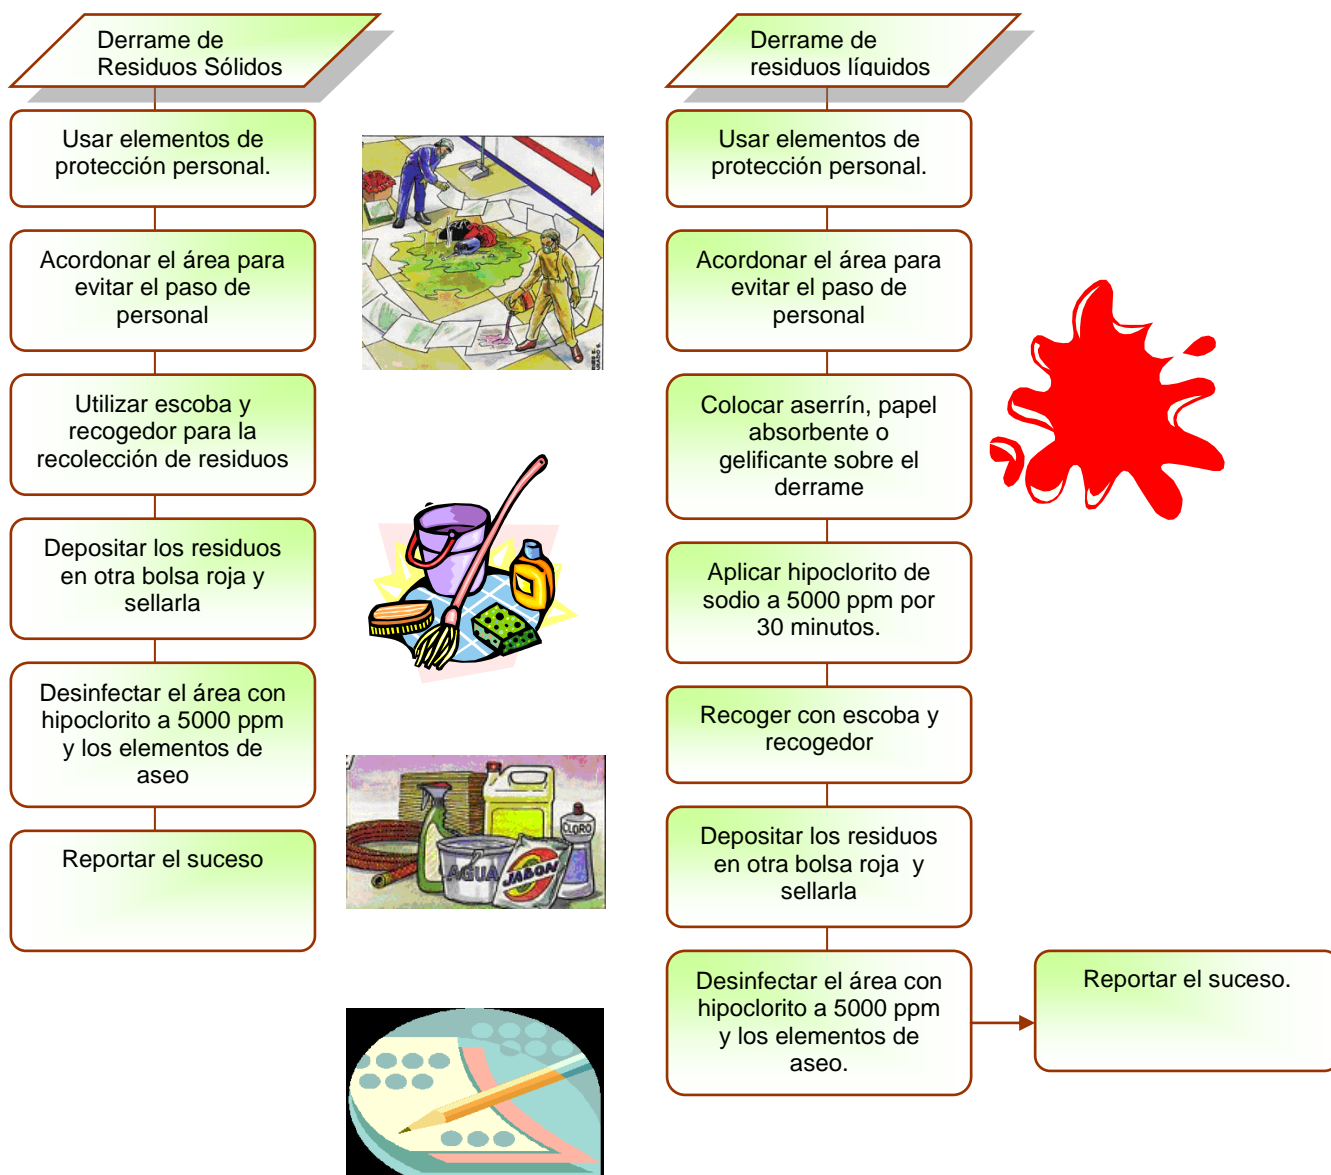 Derrame de
Residuos Sólidos
Usar elementos de
protección personal.
Acordonar el área para
evitar el paso de
personal
Utilizar escoba y
recogedor para la
recolección de residuos
Depositar los residuos
en otra bolsa roja y
sellarla
Desinfectar el área con
hipoclorito a 5000 ppm
y los elementos de
aseo
Reportar el suceso
CLORO
AGUA
JABON
Derrame de
residuos líquidos
Usar elementos de
protección personal.
Acordonar el área para
evitar el paso de
personal
Colocar aserrín, papel
absorbente o
gelificante sobre el
derrame
Aplicar hipoclorito de
sodio a 5000 ppm por
30 minutos.
Recoger con escoba y
recogedor
Depositar los residuos
en otra bolsa roja y
sellarla
Desinfectar el área con
hipoclorito a 5000 ppm
y los elementos de
aseo.
Reportar el suceso.